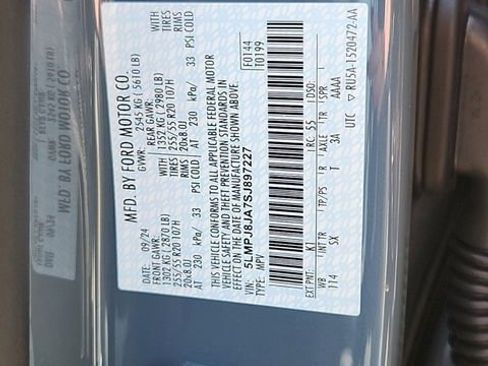 MFD. BY FORD MOTOR CO.
DATE: 09/24 GVWR: 2545 KG ( 5610 LB)
FRONT GAWR: REAR GAWR:
1302 KG ( 2870 LB) 1352 KG ( 2980 LB)
255/55 R20 107H TIRES 255/55 R20 107H TIRES
20x8.0J RIMS 20x8.0J RIMS
AT 230 kPa/ 33 PSI COLD AT 230 kPa/ 33 PSI COLD
THIS VEHICLE CONFORMS TO ALL APPLICABLE FEDERAL MOTOR
VEHICLE SAFETY AND THEFT PREVENTION STANDARDS IN
EFFECT ON THE DATE OF MANUFACTURE SHOWN ABOVE
VIN: 5LMPJ8JA7SJ897227
TYPE: MPV
F0144
T0199
EXT PNT: K1 RC: 55 DSO:
WB INT TR TP/PS R AXLE TR SPR
114 SX T 3A AAAA
UTC RU5A-1520472-AA